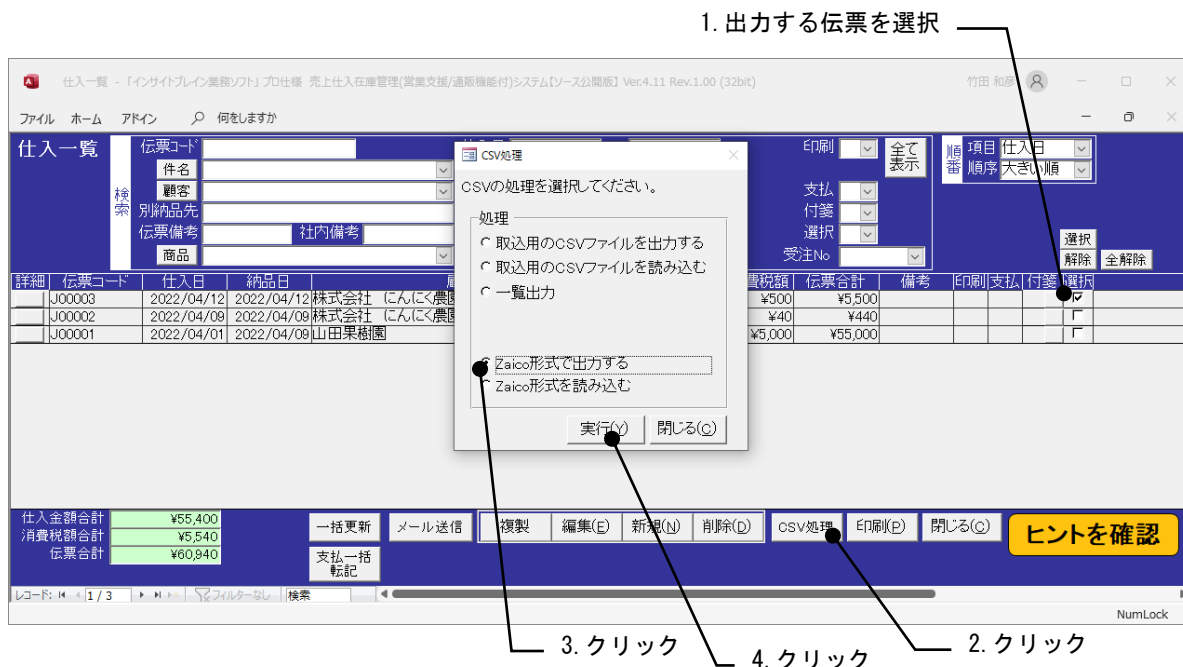 1.出力する伝票を選択
仕入一覧 - 「インサイトブレイン業務ソフト」プロ仕様 売上仕入在庫管理(営業支援/通販機能付)システム【ソース公開版】 Ver.4.11 Rev.1.00 (32bit)
竹田 和彦
ファイル ホーム アドイン 何をしますか
仕入一覧
検索
伝票コード
件名
顧客
別納品先
伝票備考 社内備考
商品
印刷
全て表示
支払
付箋
選択
受注No
順番
項目 仕入日
順序 大きい順
選択
解除 全解除
CSV処理
CSVの処理を選択してください。
処理
取込用のCSVファイルを出力する
取込用のCSVファイルを読み込む
一覧出力
Zaico形式で出力する
Zaico形式を読み込む
実行(Y) 閉じる(C)
詳細 伝票コード 仕入日 納品日 費税額 伝票合計 備考 印刷 支払 付箋 選択
J00003 2022/04/12 2022/04/12 株式会社 にんにく農園 ¥500 ¥5,500
J00002 2022/04/09 2022/04/09 株式会社 にんにく農園 ¥40 ¥440
J00001 2022/04/01 2022/04/09 山田果樹園 ¥5,000 ¥55,000
仕入金額合計 ¥55,400
消費税額合計 ¥5,540
伝票合計 ¥60,940
一括更新 メール送信 複製 編集(E) 新規(N) 削除(D) CSV処理 印刷(P) 閉じる(C)
支払一括
転記
ヒントを確認
レコード: 1 / 3 フィルターなし 検索
NumLock
3.クリック
4.クリック
2.クリック